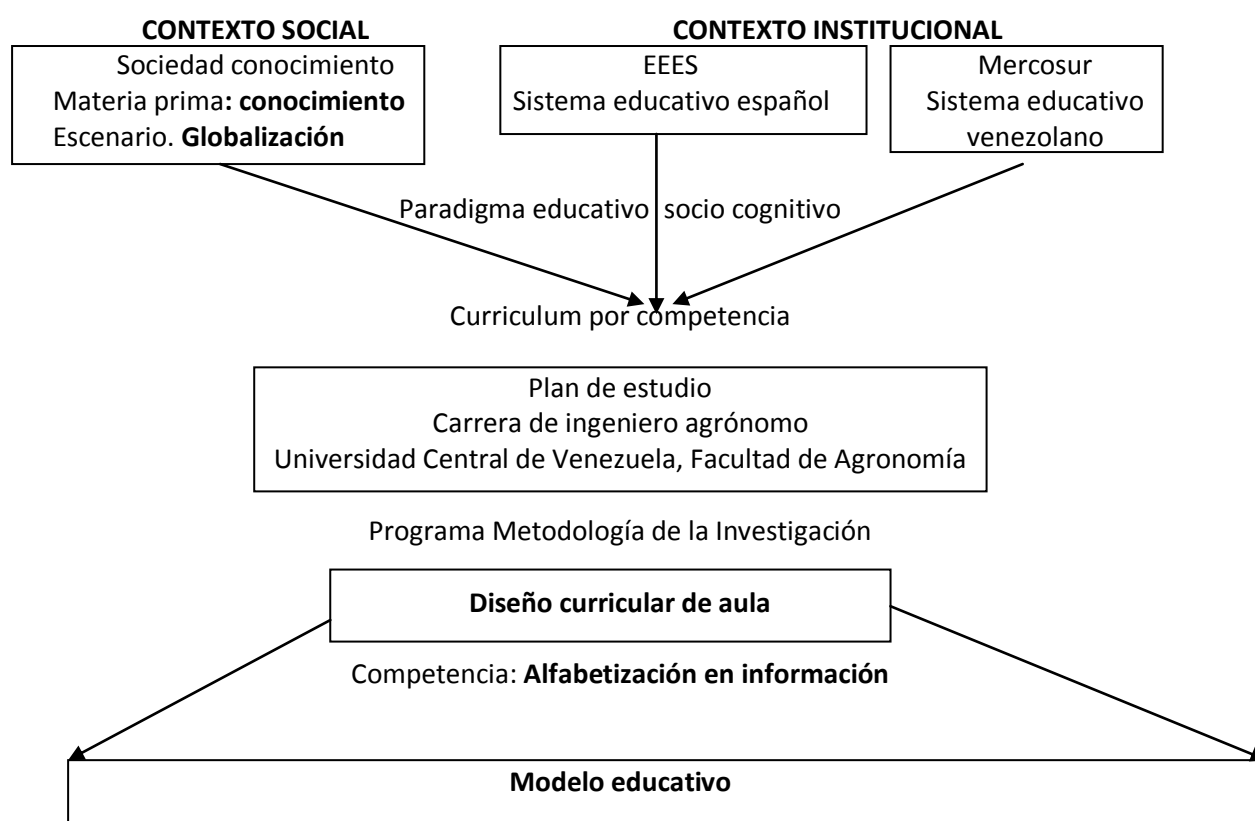 CONTEXTO SOCIAL
CONTEXTO INSTITUCIONAL
Sociedad conocimiento
Materia prima: conocimiento
Escenario. Globalización
EEES
Sistema educativo español
Mercosur
Sistema educativo
venezolano
Paradigma educativo socio cognitivo
Curriculum por competencia
Plan de estudio
Carrera de ingeniero agrónomo
Universidad Central de Venezuela, Facultad de Agronomía
Programa Metodología de la Investigación
Diseño curricular de aula
Competencia: Alfabetización en información
Modelo educativo